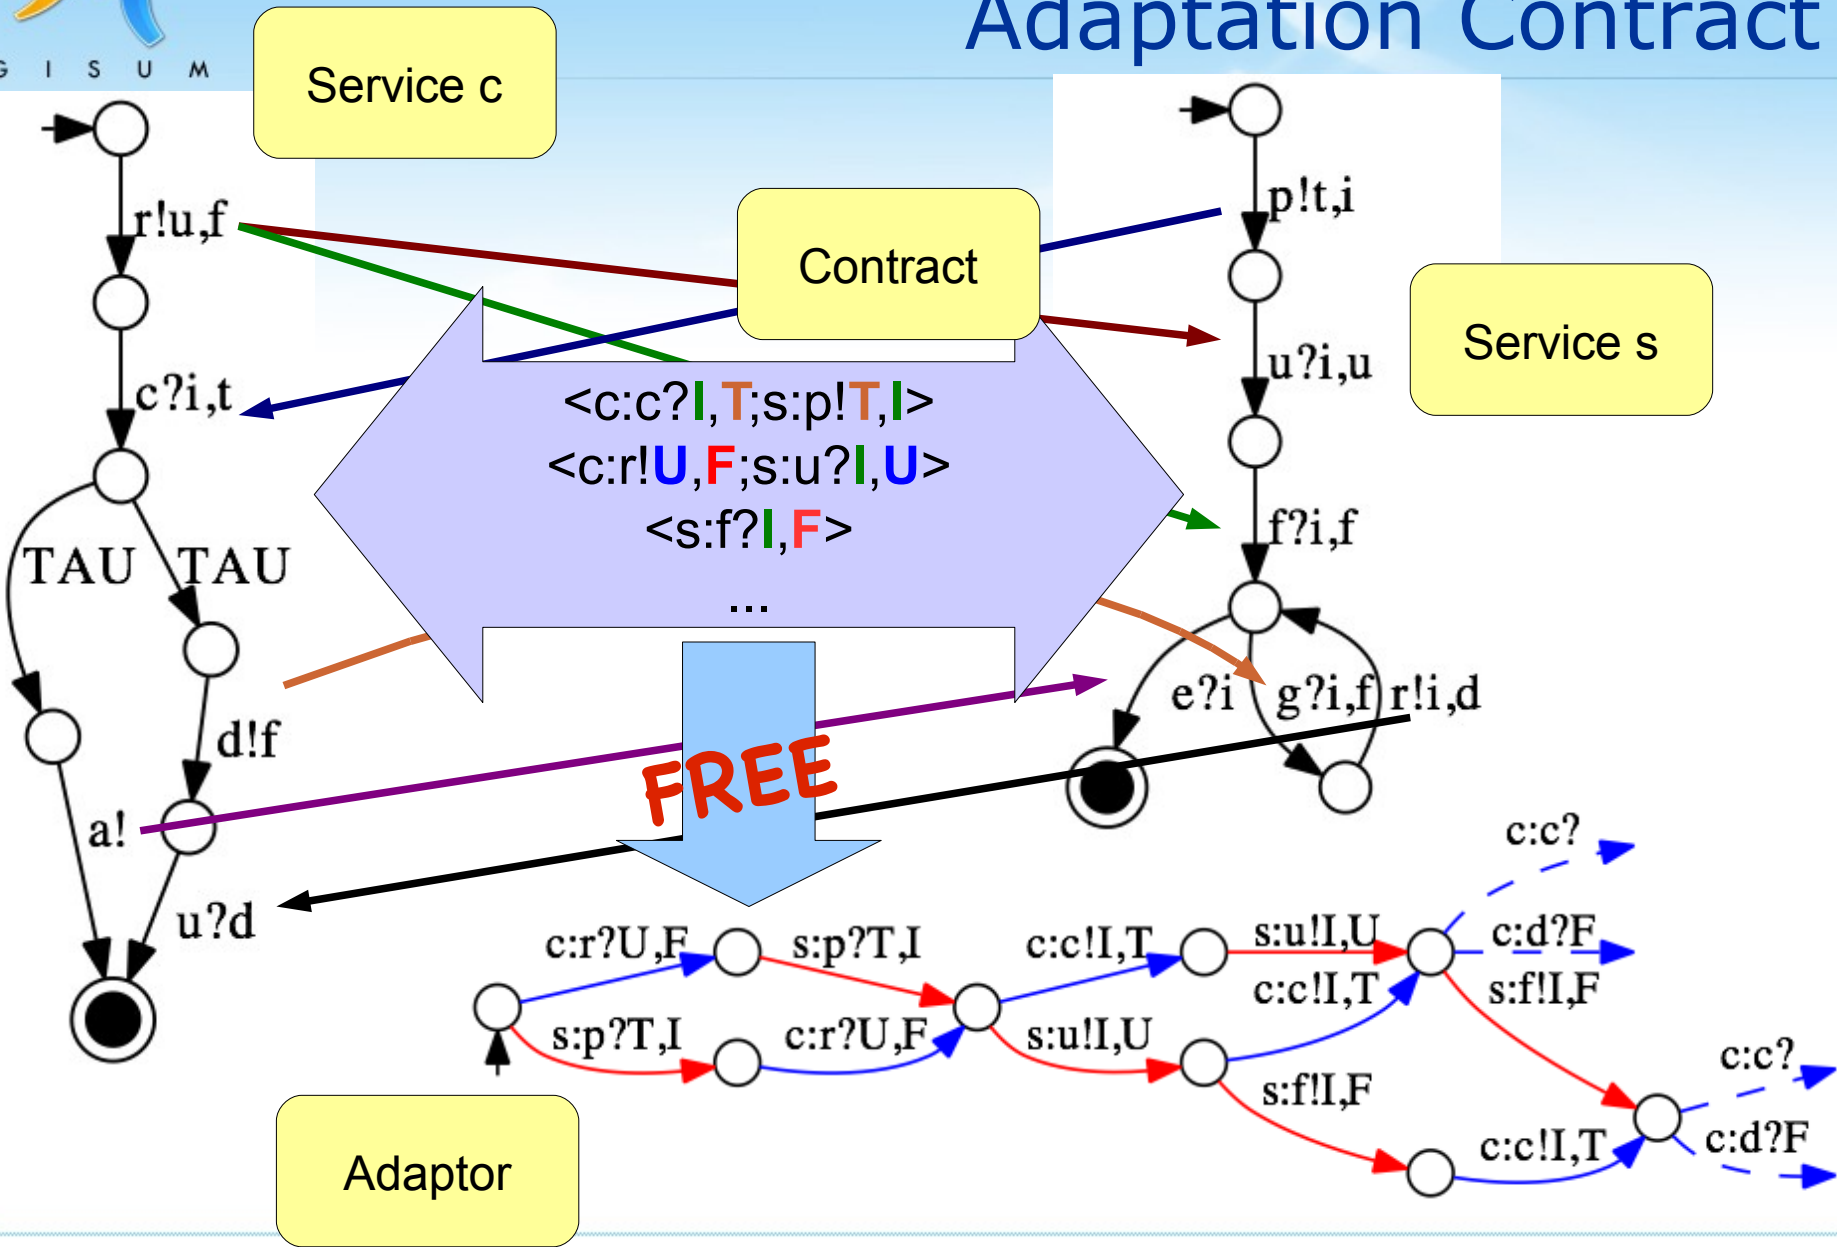 Adaptation Contract
G I S U M
Service c
r!u,f
c?i,t
TAU TAU
d!f
a!
u?d
Contract
<c:c?I,T;s:p!T,I>
<c:r!U,F;s:u?I,U>
<s:f?I,F>
...
FREE
p!t,i
u?i,u
f?i,f
e?i g?i,f r!i,d
Service s
c:r?U,F
s:p?T,I
c:c!I,T
s:u!I,U
c:c?
c:d?F
s:p?T,I
c:r?U,F
s:u!I,U
c:c!I,T
s:f!I,F
s:f!I,F
c:c!I,T
c:c?
c:d?F
Adaptor